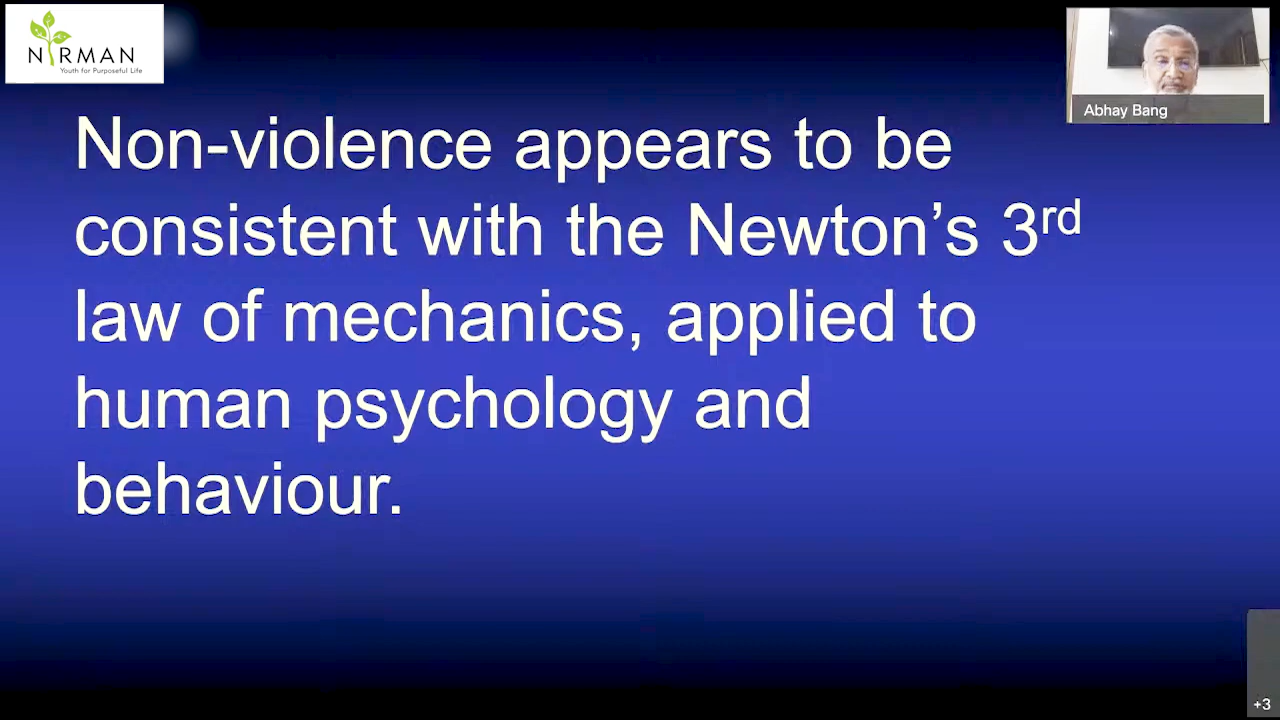 NIRMAN
Youth for Purposeful Life
Abhay Bang
Non-violence appears to be
consistent with the Newton’s 3rd
law of mechanics, applied to
human psychology and
behaviour.
+3